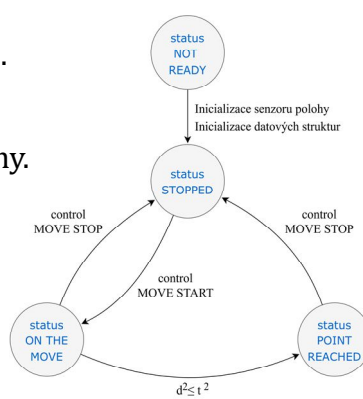 status
NOT
READY
Inicializace senzoru polohy
Inicializace datových struktur
ny.
status
STOPPED
control
MOVE STOP
control
MOVE STOP
control
MOVE START
status
ON THE
MOVE
status
POINT
REACHED
d²≤ t ²